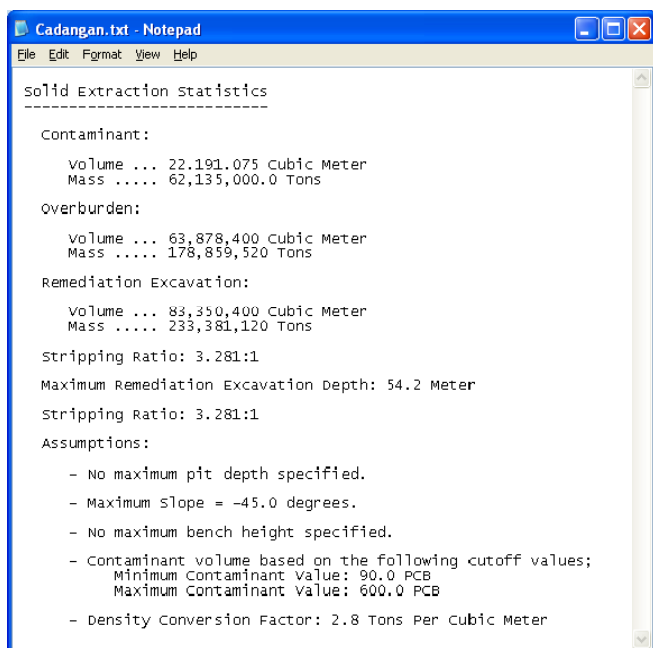 Cadangan.txt - Notepad
File Edit Format View Help
Solid Extraction Statistics
---------------------------
Contaminant:
Volume ... 22.191.075 Cubic Meter
Mass ..... 62,135,000.0 Tons
Overburden:
Volume ... 63,878,400 Cubic Meter
Mass ..... 178,859,520 Tons
Remediation Excavation:
Volume ... 83,350,400 Cubic Meter
Mass ..... 233,381,120 Tons
Stripping Ratio: 3.281:1
Maximum Remediation Excavation Depth: 54.2 Meter
Stripping Ratio: 3.281:1
Assumptions:
- No maximum pit depth specified.
- Maximum Slope = -45.0 degrees.
- No maximum bench height specified.
- Contaminant volume based on the following cutoff values;
Minimum Contaminant Value: 90.0 PCB
Maximum Contaminant Value: 600.0 PCB
- Density Conversion Factor: 2.8 Tons Per Cubic Meter